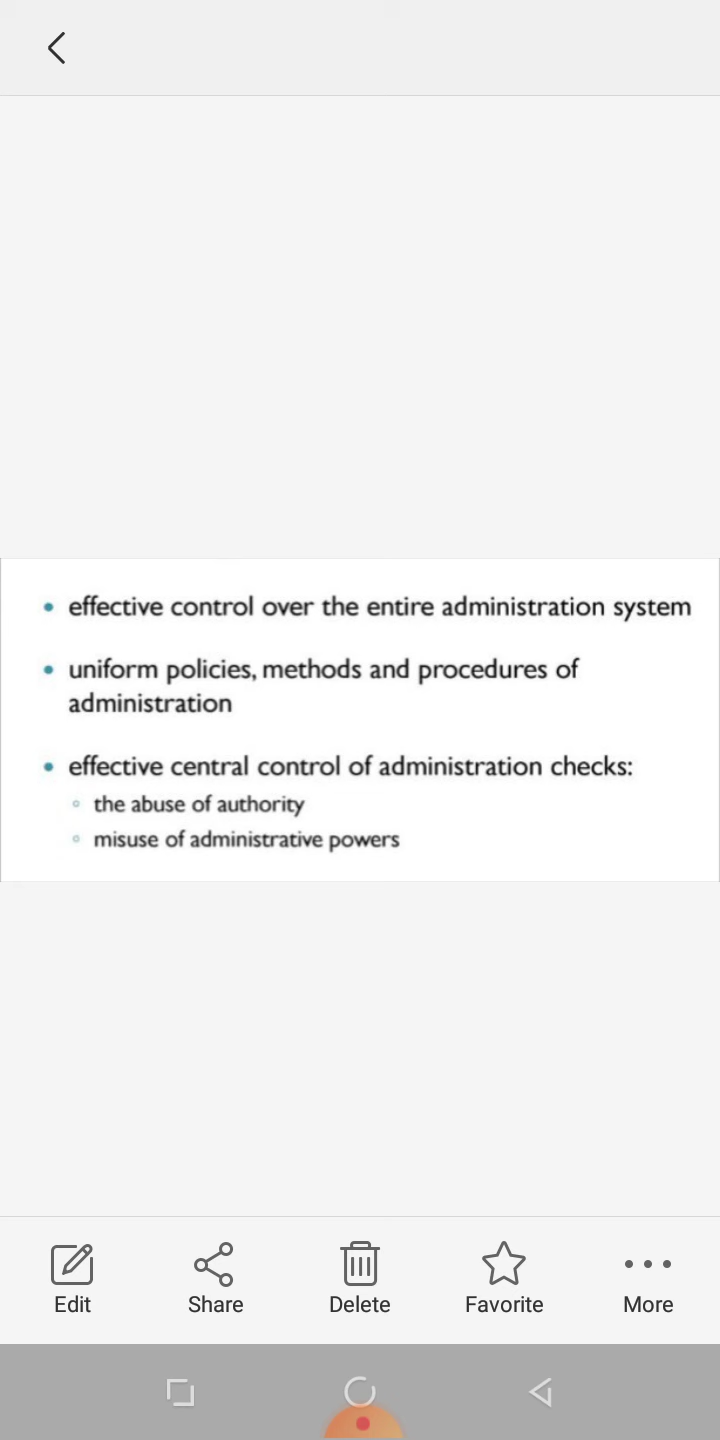 effective control over the entire administration system
uniform policies, methods and procedures of
administration
effective central control of administration checks:
the abuse of authority
misuse of administrative powers
Edit
Share
Delete
Favorite
More